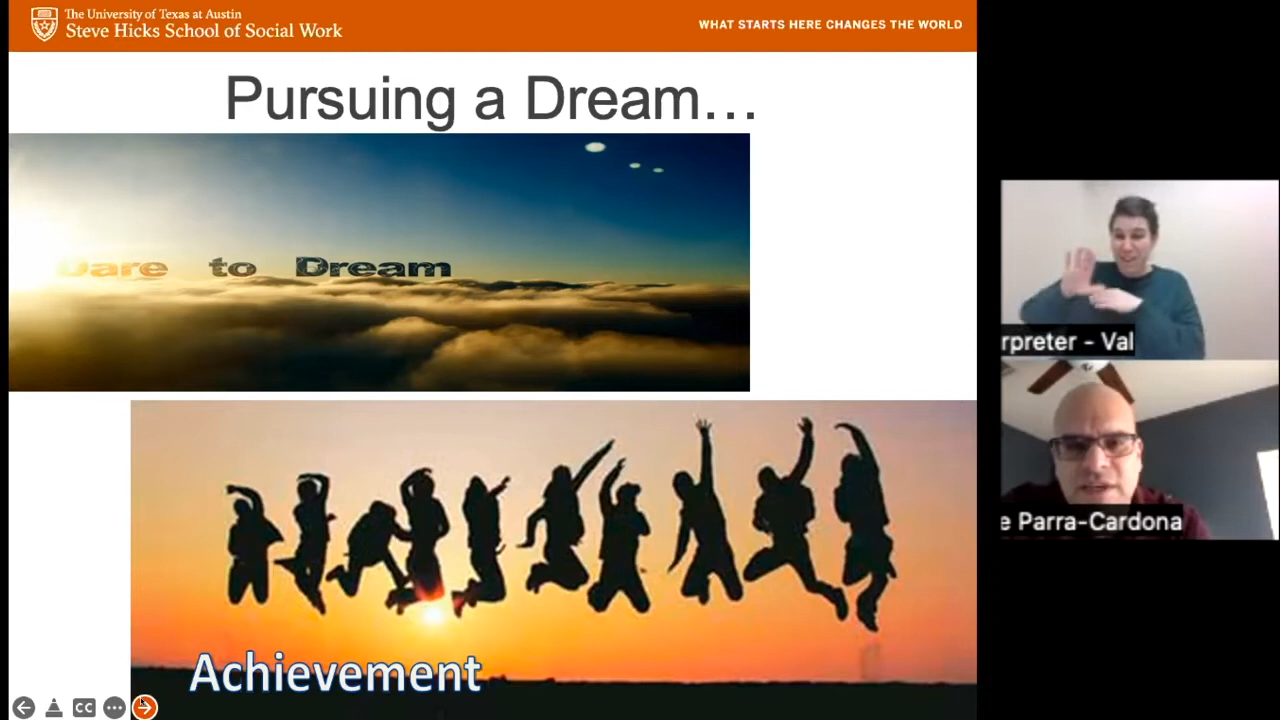 The University of Texas at Austin
Steve Hicks School of Social Work
WHAT STARTS HERE CHANGES THE WORLD
Pursuing a Dream...
Dare to Dream
Achievement
CC
rpreter - Val
e Parra-Cardona